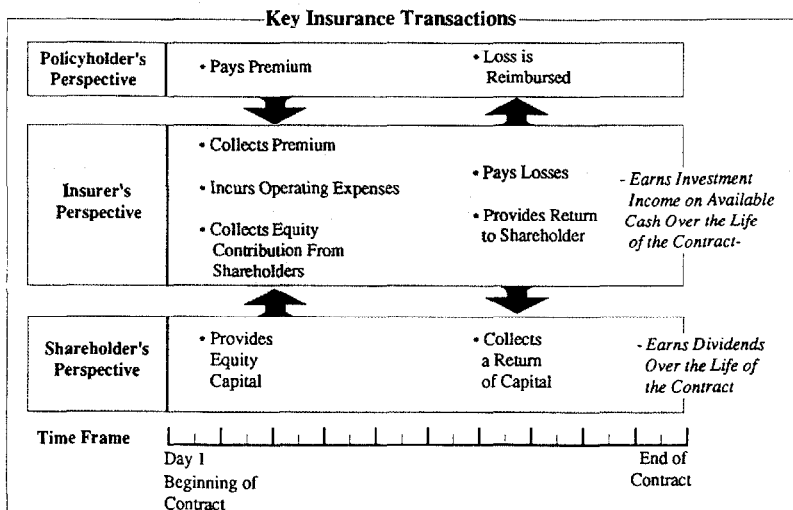 Key Insurance Transactions
Policyholder's
Perspective
• Pays Premium
• Loss is
Reimbursed
Insurer's
Perspective
• Collects Premium
• Incurs Operating Expenses
• Collects Equity
Contribution From
Shareholders
• Pays Losses
• Provides Return
to Shareholder
- Earns Investment
Income on Available
Cash Over the Life
of the Contract-
Shareholder's
Perspective
• Provides
Equity
Capital
• Collects
a Return
of Capital
- Earns Dividends
Over the Life of
the Contract
Time Frame
Day 1
Beginning of
Contract
End of
Contract